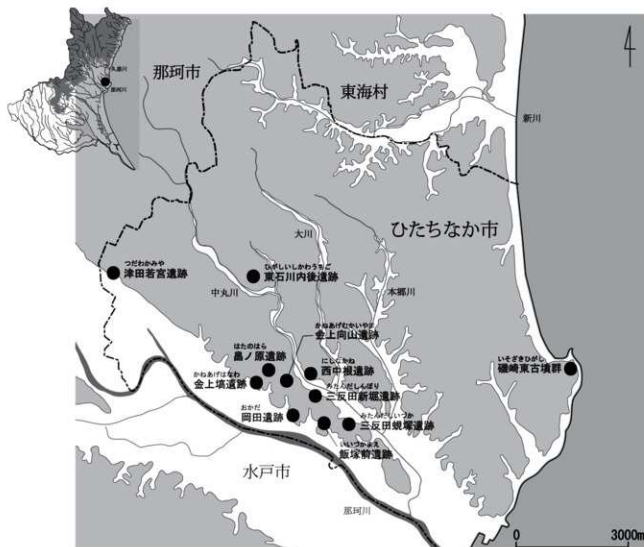 久慈川
那珂川
那珂市
東海村
新川
大川
ひたちなか市
つだわかみや
津田若宮遺跡
ひがしいしかわうちご
東石川内後遺跡
中丸川
本郷川
かねあげむかいやま
金上向山遺跡
はたのはら
畠ノ原遺跡
にしなかね
西中根遺跡
いそざきひがし
磯崎東古墳群
かねあげはなわ
金上塙遺跡
みたんだしんぼり
三反田新堀遺跡
おかだ
岡田遺跡
みたんだしいづか
三反田蜆塚遺跡
いいづかまえ
飯塚前遺跡
水戸市
那珂川
0 3000m